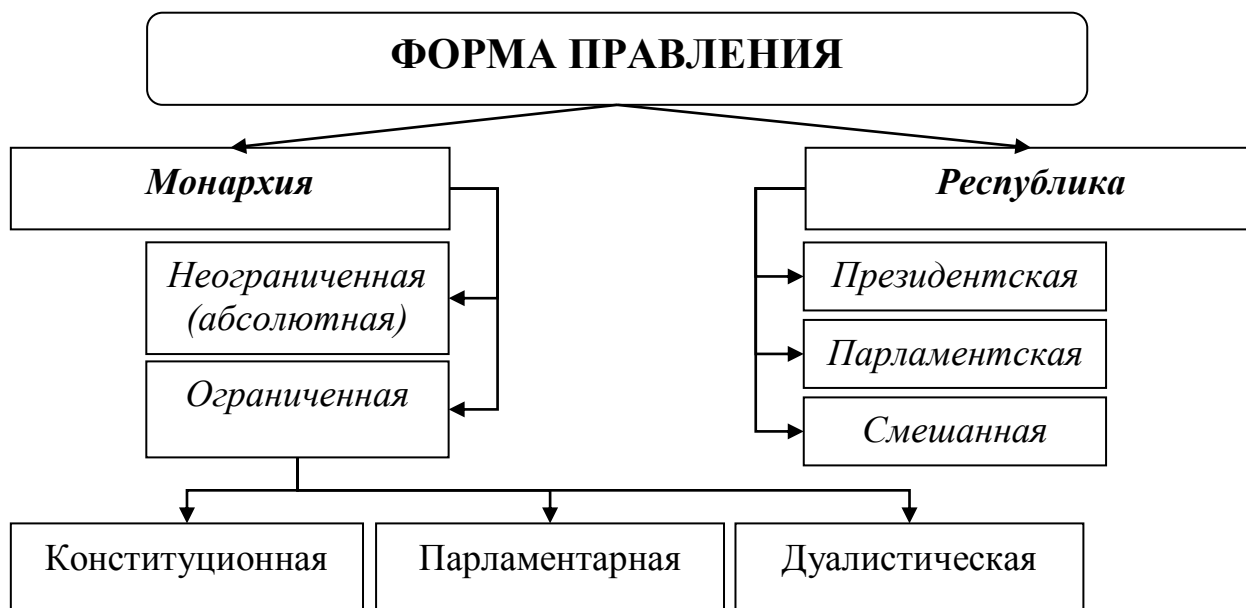 ФОРМА ПРАВЛЕНИЯ
Монархия
Неограниченная
(абсолютная)
Ограниченная
Республика
Президентская
Парламентская
Смешанная
Конституционная
Парламентарная
Дуалистическая